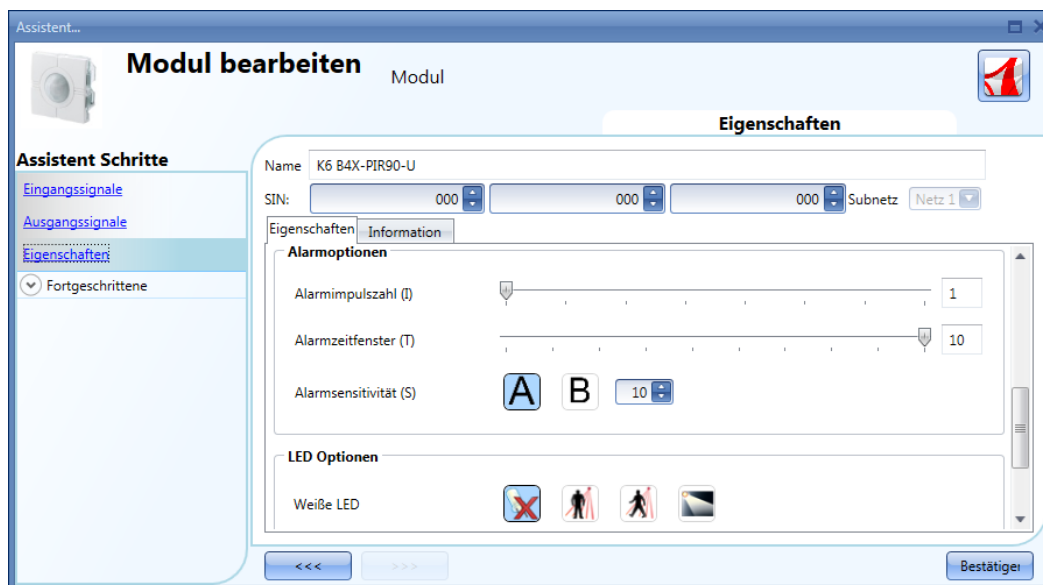 Assistent...
Modul bearbeiten Modul
Eigenschaften
Assistent Schritte
Eingangssignale
Ausgangssignale
Eigenschaften
Fortgeschrittene
Name K6 B4X-PIR90-U
SIN: 000 000 000 Subnetz Netz 1
Eigenschaften Information
Alarmoptionen
Alarmimpulszahl (I) 1
Alarmzeitfenster (T) 10
Alarmsensitivität (S) A B 10
LED Optionen
Weiße LED
<<< >>> Bestätiger